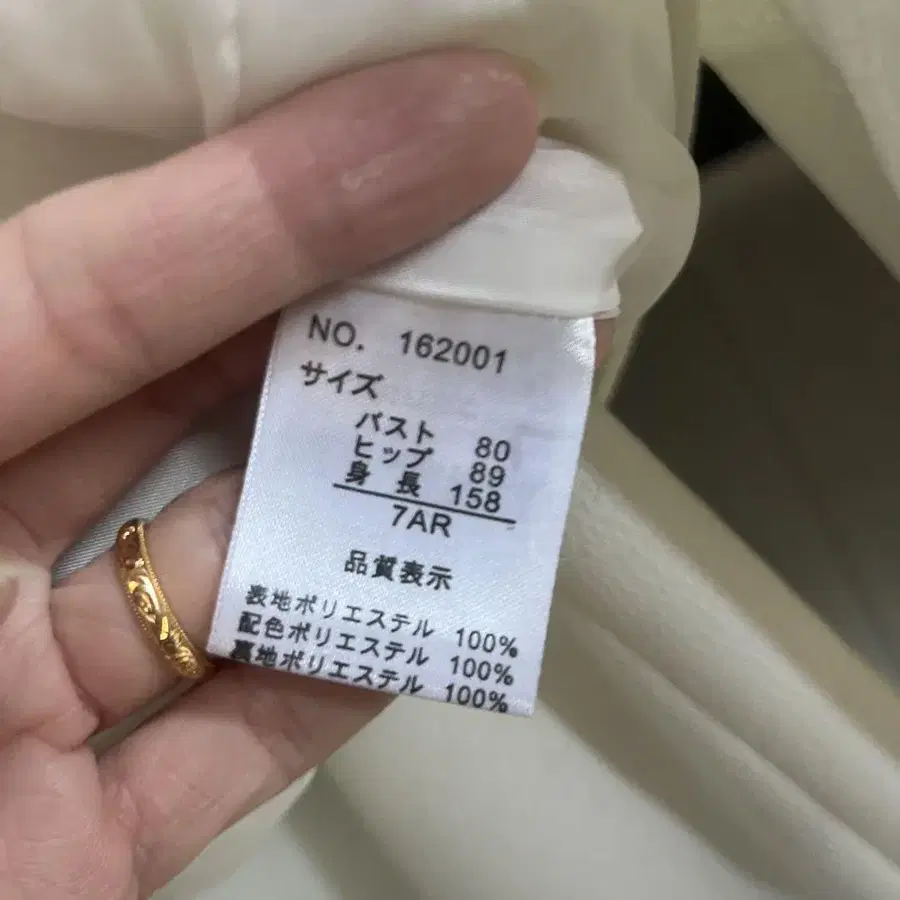 NO. 162001
サイズ
バスト 80
ヒップ 89
身長 158
7AR
品質表示
表地ポリエステル 100%
配色ポリエステル 100%
裏地ポリエステル 100%